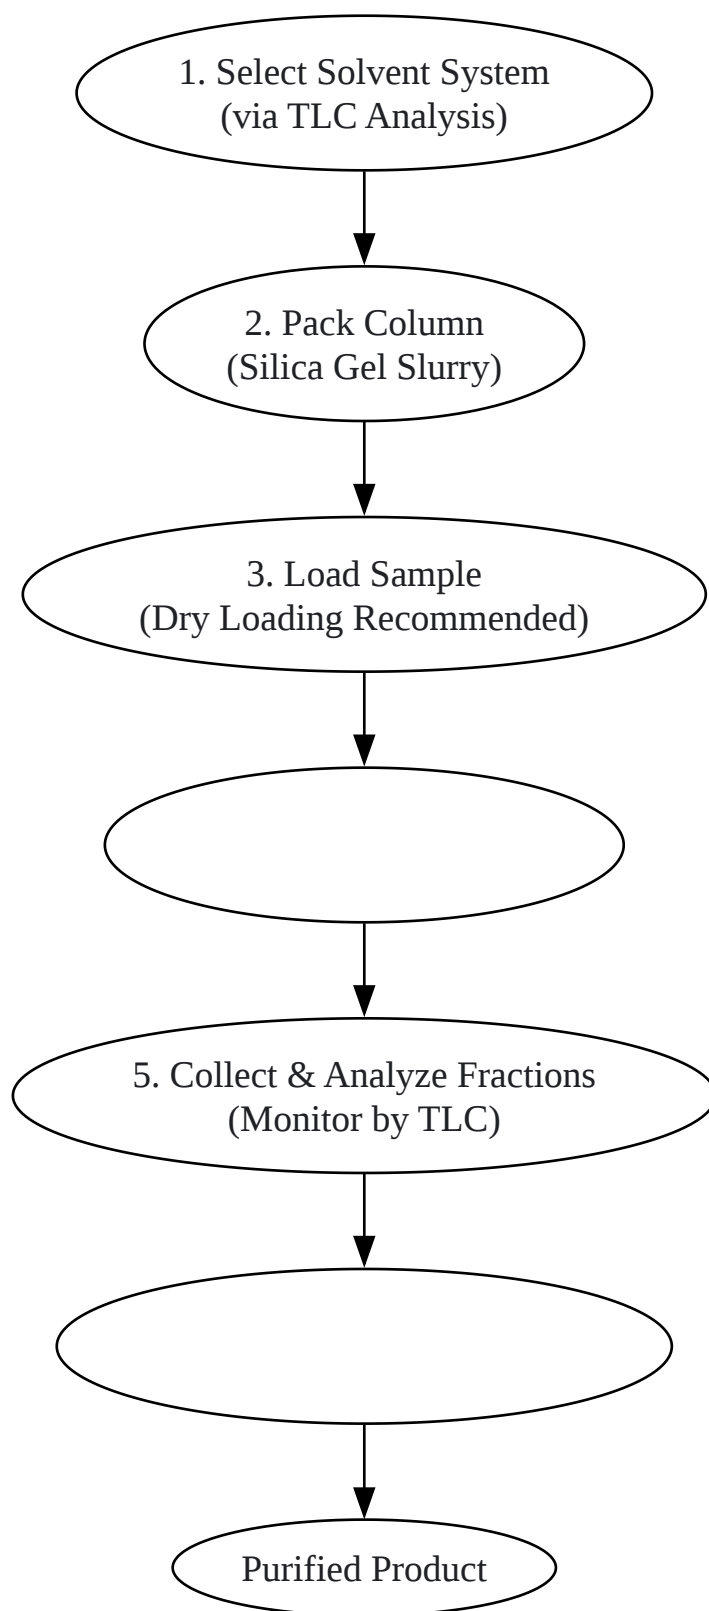 1. Select Solvent System
(via TLC Analysis)
2. Pack Column
(Silica Gel Slurry)
3. Load Sample
(Dry Loading Recommended)
5. Collect & Analyze Fractions
(Monitor by TLC)
Purified Product